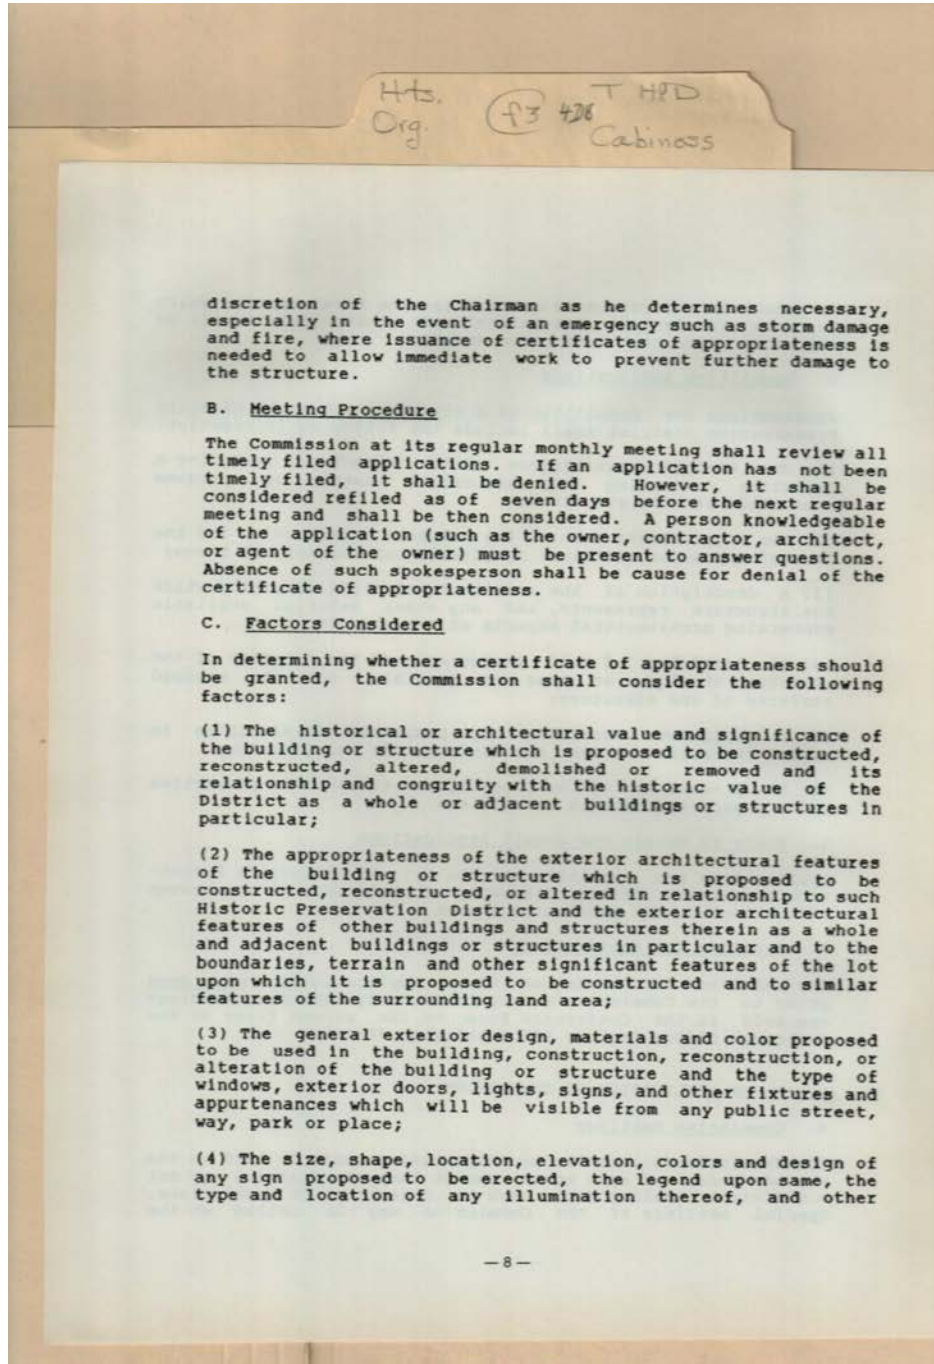 Hts. T HPD
Org. f3 428 Cabinass
discretion of the Chairman as he determines necessary,
especially in the event of an emergency such as storm damage
and fire, where issuance of certificates of appropriateness is
needed to allow immediate work to prevent further damage to
the structure.
B. Meeting Procedure
The Commission at its regular monthly meeting shall review all
timely filed applications. If an application has not been
timely filed, it shall be denied. However, it shall be
considered refiled as of seven days before the next regular
meeting and shall be then considered. A person knowledgeable
of the application (such as the owner, contractor, architect,
or agent of the owner) must be present to answer questions.
Absence of such spokesperson shall be cause for denial of the
certificate of appropriateness.
C. Factors Considered
In determining whether a certificate of appropriateness should
be granted, the Commission shall consider the following
factors:
(1) The historical or architectural value and significance of
the building or structure which is proposed to be constructed,
reconstructed, altered, demolished or removed and its
relationship and congruity with the historic value of the
District as a whole or adjacent buildings or structures in
particular;
(2) The appropriateness of the exterior architectural features
of the building or structure which is proposed to be
constructed, reconstructed, or altered in relationship to such
Historic Preservation District and the exterior architectural
features of other buildings and structures therein as a whole
and adjacent buildings or structures in particular and to the
boundaries, terrain and other significant features of the lot
upon which it is proposed to be constructed and to similar
features of the surrounding land area;
(3) The general exterior design, materials and color proposed
to be used in the building, construction, reconstruction, or
alteration of the building or structure and the type of
windows, exterior doors, lights, signs, and other fixtures and
appurtenances which will be visible from any public street,
way, park or place;
(4) The size, shape, location, elevation, colors and design of
any sign proposed to be erected, the legend upon same, the
type and location of any illumination thereof, and other
—8—